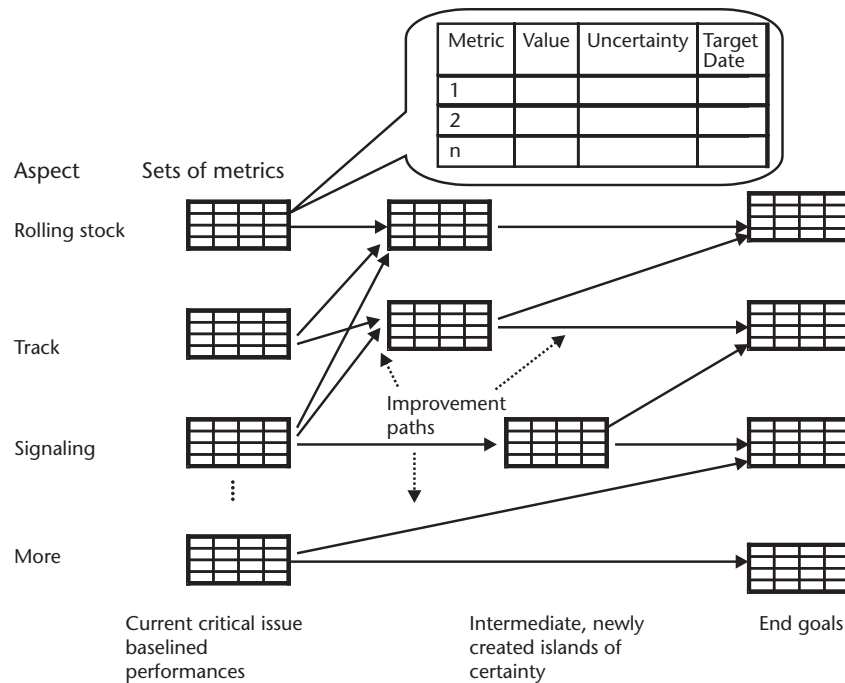 Metric Value Uncertainty Target
Date
1
2
n
Aspect Sets of metrics
Rolling stock
Track
Improvement
paths
Signaling
More
Current critical issue
baselined
performances
Intermediate, newly
created islands of
certainty
End goals